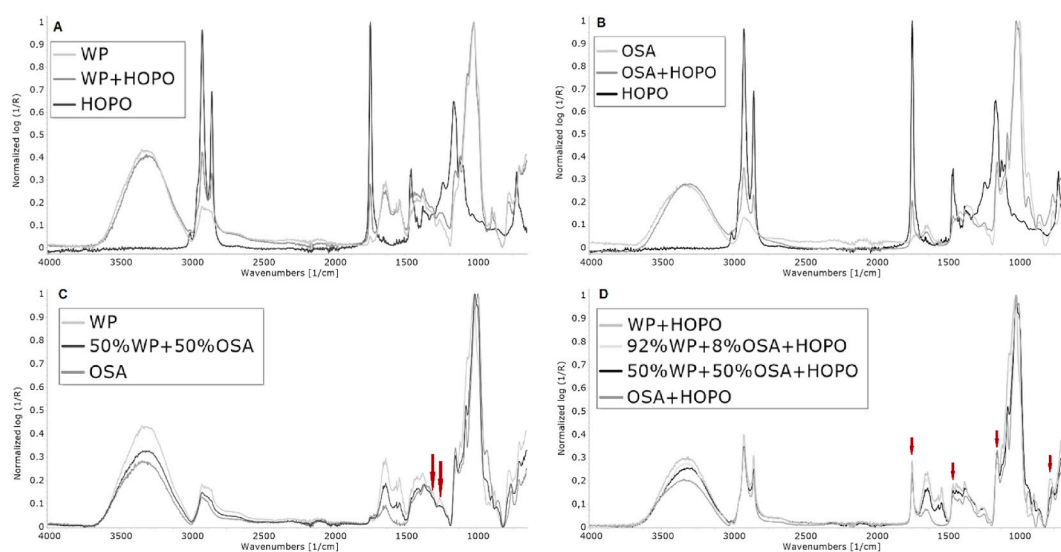 A
WP
WP+HOPO
HOPO
Normalized log (1/R)
1
0.9
0.8
0.7
0.6
0.5
0.4
0.3
0.2
0.1
0
4000 3500 3000 2500 2000 1500 1000
Wavenumbers [1/cm]
B
OSA
OSA+HOPO
HOPO
Normalized log (1/R)
1
0.9
0.8
0.7
0.6
0.5
0.4
0.3
0.2
0.1
0
4000 3500 3000 2500 2000 1500 1000
Wavenumbers [1/cm]
C
WP
50%WP+50%OSA
OSA
Normalized log (1/R)
1
0.9
0.8
0.7
0.6
0.5
0.4
0.3
0.2
0.1
0
4000 3500 3000 2500 2000 1500 1000
Wavenumbers [1/cm]
D
WP+HOPO
92%WP+8%OSA+HOPO
50%WP+50%OSA+HOPO
OSA+HOPO
Normalized log (1/R)
1
0.9
0.8
0.7
0.6
0.5
0.4
0.3
0.2
0.1
0
4000 3500 3000 2500 2000 1500 1000
Wavenumbers [1/cm]